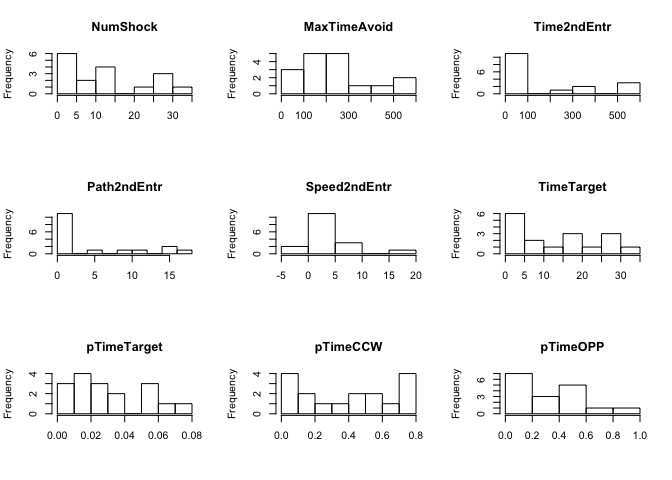 NumShock
MaxTimeAvoid
Time2ndEntr
Frequency
0 3 6
0 5 10 20 30
Frequency
0 2 4
0 100 300 500
Frequency
0 6
0 100 300 500
Path2ndEntr
Speed2ndEntr
TimeTarget
Frequency
0 6
0 5 10 15
Frequency
0 6
-5 0 5 10 20
Frequency
0 3 6
0 5 10 20 30
pTimeTarget
pTimeCCW
pTimeOPP
Frequency
0 2 4
0.00 0.02 0.04 0.06 0.08
Frequency
0 2 4
0.0 0.2 0.4 0.6 0.8
Frequency
0 3 6
0.0 0.2 0.4 0.6 0.8 1.0